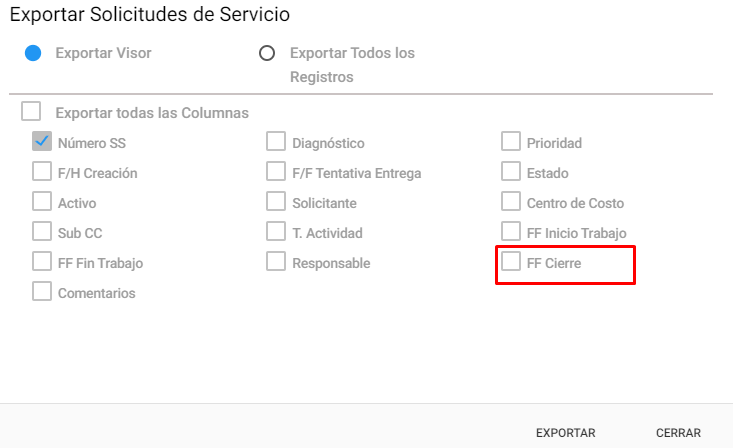 Exportar Solicitudes de Servicio
Exportar Visor
Exportar Todos los
Registros
Exportar todas las Columnas
Número SS
Diagnóstico
Prioridad
F/H Creación
F/F Tentativa Entrega
Estado
Activo
Solicitante
Centro de Costo
Sub CC
T. Actividad
FF Inicio Trabajo
FF Fin Trabajo
Responsable
FF Cierre
Comentarios
EXPORTAR
CERRAR